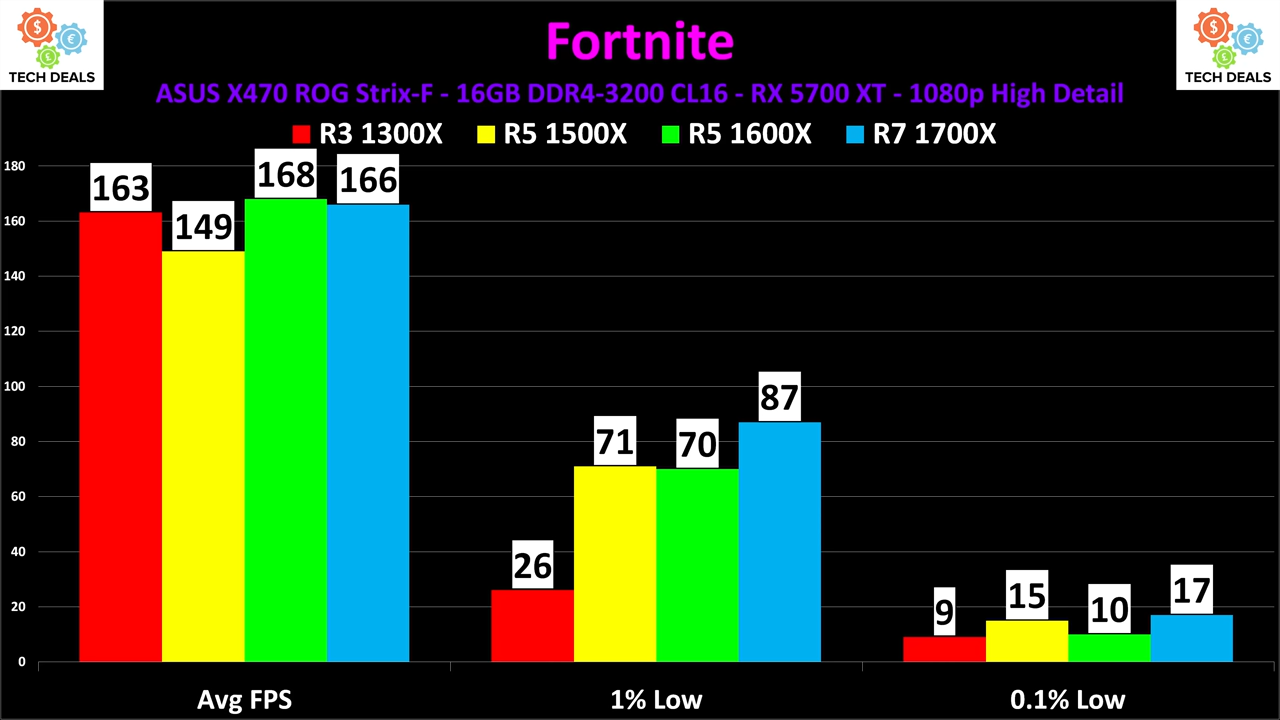 Fortnite
TECH DEALS
TECH DEALS
ASUS X470 ROG Strix-F - 16GB DDR4-3200 CL16 - RX 5700 XT - 1080p High Detail
R3 1300X R5 1500X R5 1600X R7 1700X
180
160
140
120
100
80
60
40
20
0
163
149
168
166
26
71
70
87
9
15
10
17
Avg FPS
1% Low
0.1% Low